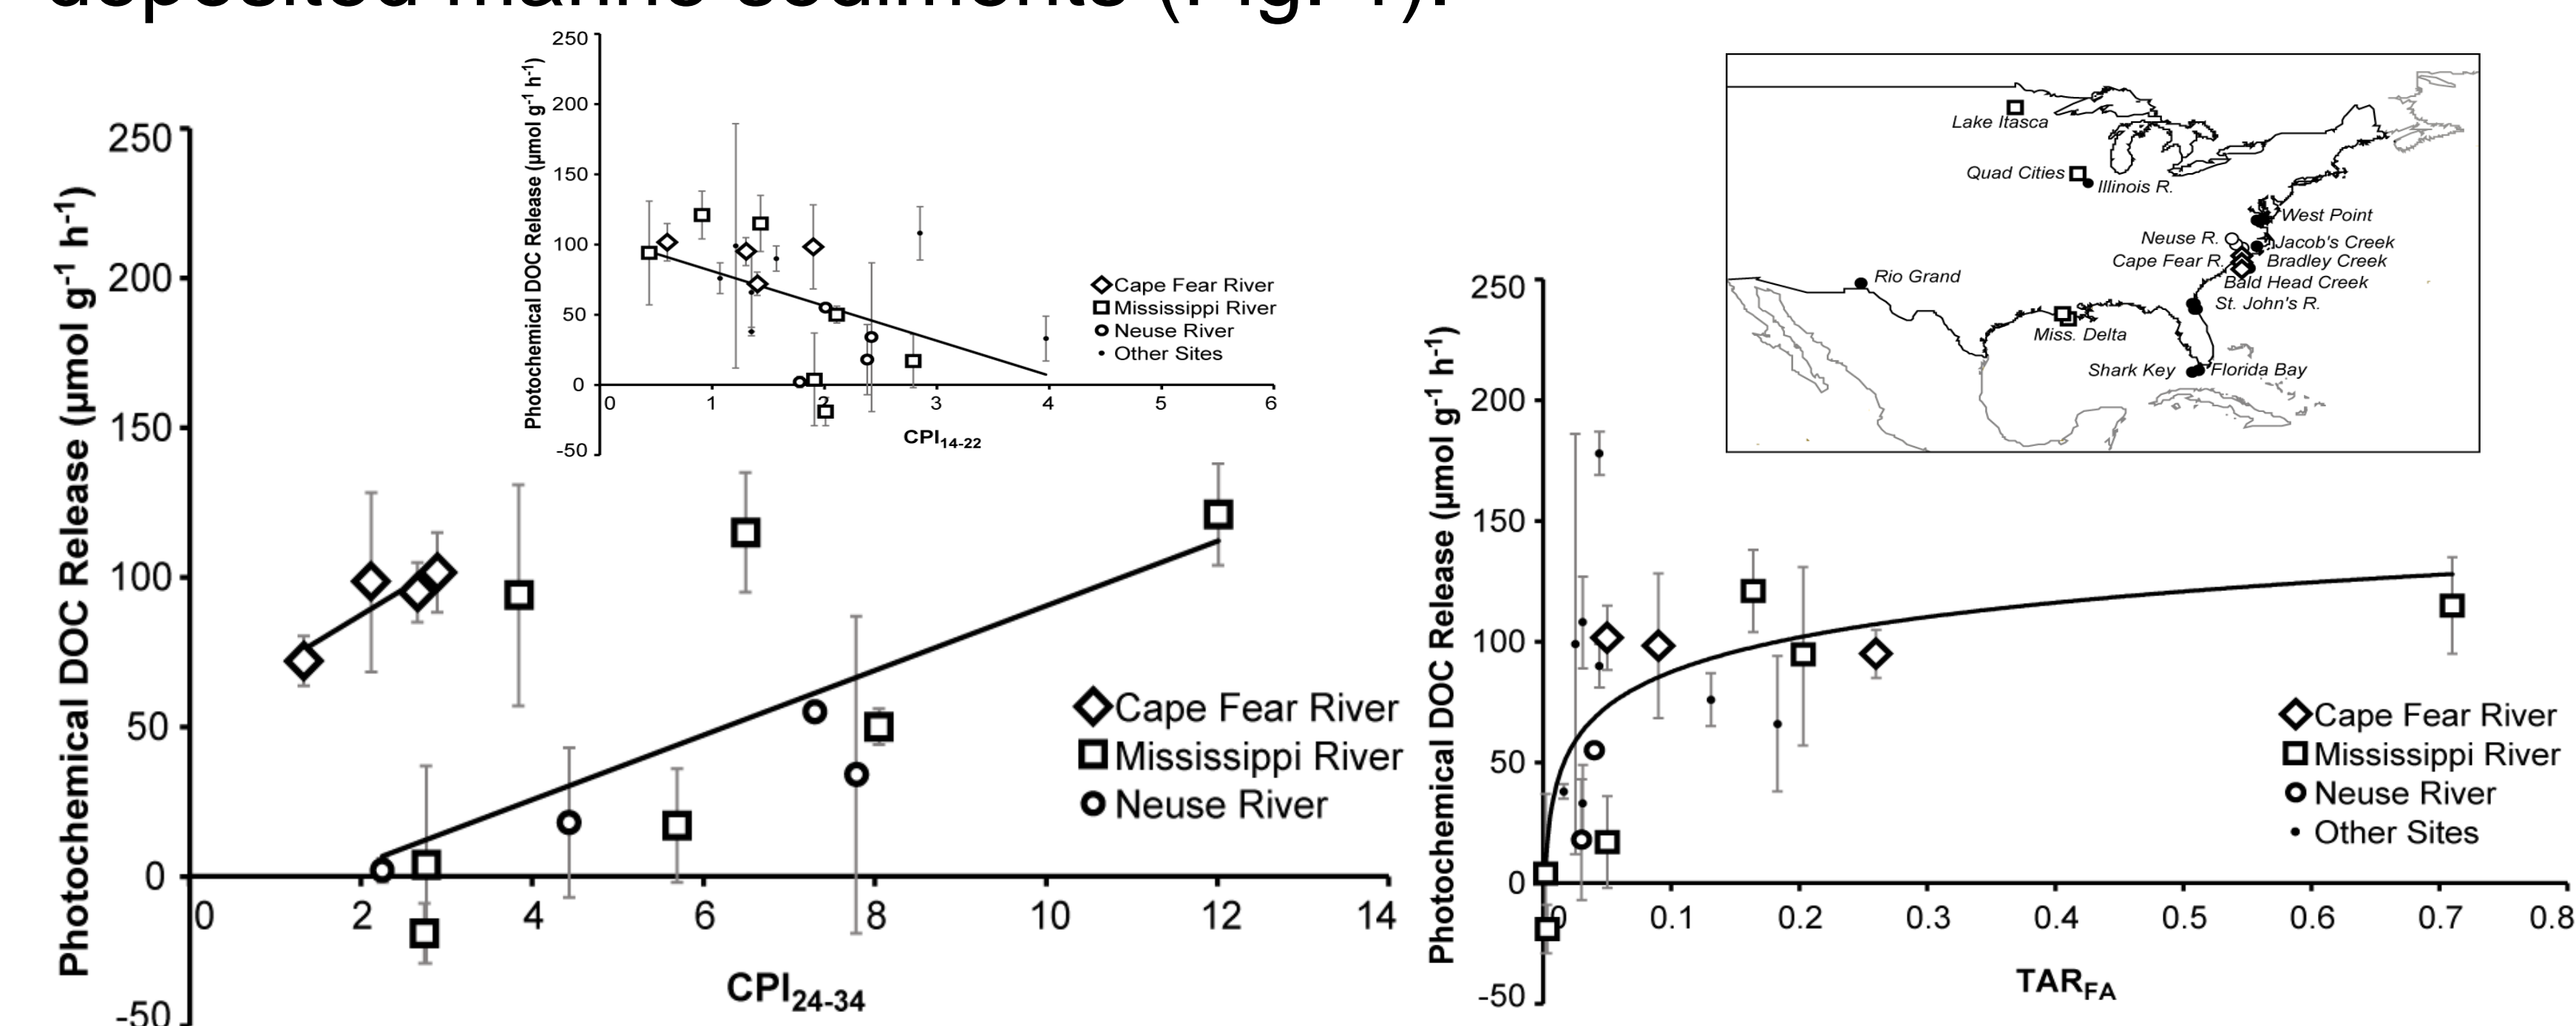 deposited marine sediments (Fig. 1).
250
200
150
100
50
0
-50
Photochemical DOC Release (µmol g-1 h-1)
0 1 2 3 4 5 6
CPI14-22
Cape Fear River
Mississippi River
Neuse River
Other Sites
250
200
150
100
50
0
-50
Photochemical DOC Release (µmol g-1 h-1)
0 2 4 6 8 10 12 14
CPI24-34
Cape Fear River
Mississippi River
Neuse River
Lake Itasca
Quad Cities
Illinois R.
West Point
Neuse R.
Jacob's Creek
Cape Fear R.
Bradley Creek
Bald Head Creek
Rio Grand
St. John's R.
Miss. Delta
Shark Key
Florida Bay
250
200
150
100
50
0
-50
Photochemical DOC Release (µmol g-1 h-1)
0 0.1 0.2 0.3 0.4 0.5 0.6 0.7 0.8
TARFA
Cape Fear River
Mississippi River
Neuse River
Other Sites